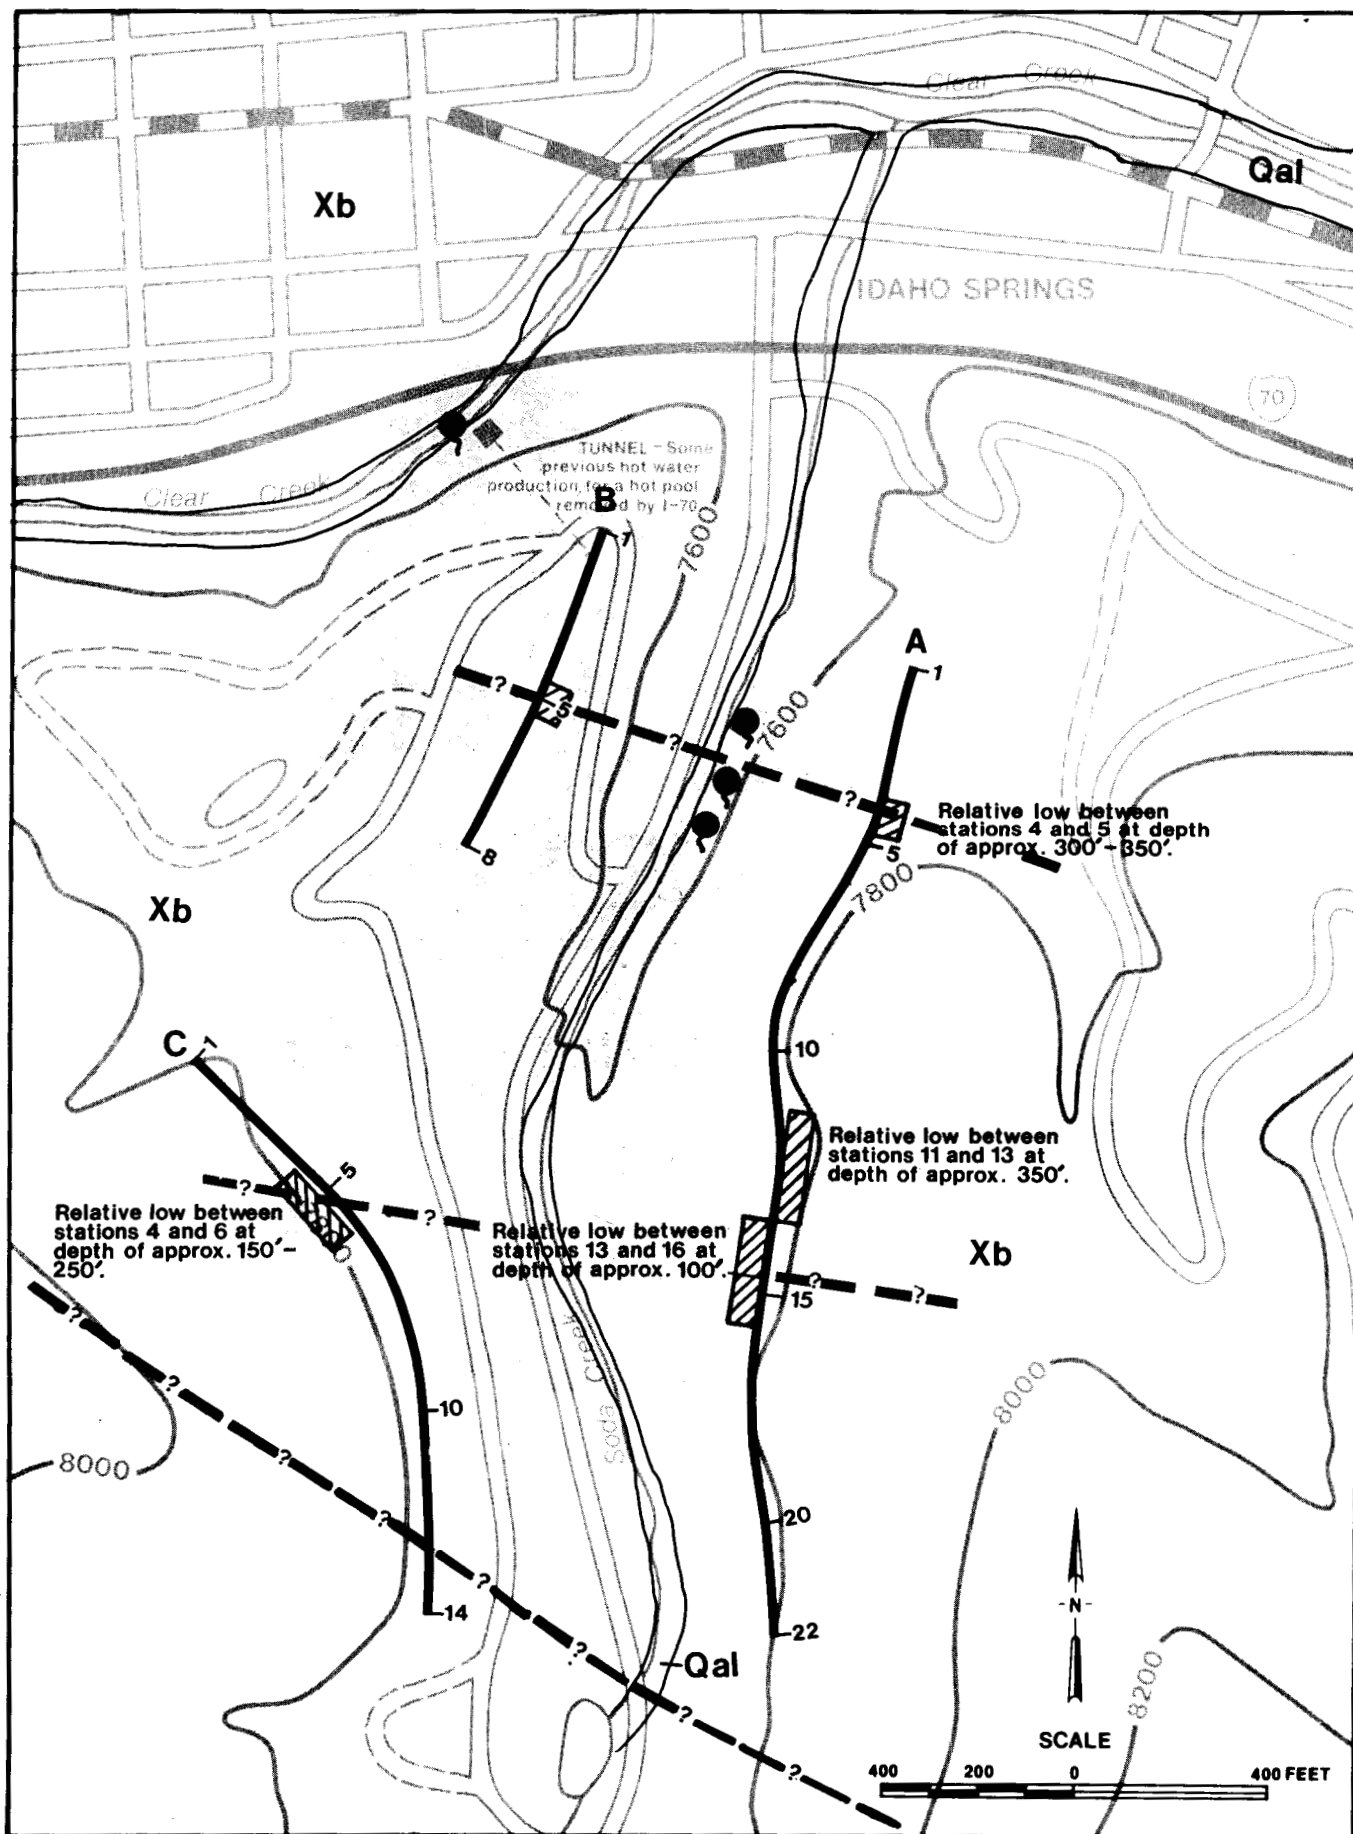 Clear Creek
Qal
Xb
IDAHO SPRINGS
70
TUNNEL - Some
previous hot water
production for a hot pool
removed by I-70
Clear Creek
B
1
7600
A
1
7600
?
5
?
?
Relative low between
stations 4 and 5 at depth
of approx. 300'-350'.
5
8
7800
Xb
C
1
10
Relative low between
stations 11 and 13 at
depth of approx. 350'.
5
?
?
Relative low between
stations 4 and 6 at
depth of approx. 150'-
250'.
Relative low between
stations 13 and 16 at
depth of approx. 100'.
Xb
?
?
15
?
Soda Creek
?
8000
10
?
8000
?
20
?
14
22
-N-
?
Qal
8200
?
SCALE
?
400 200 0 400 FEET